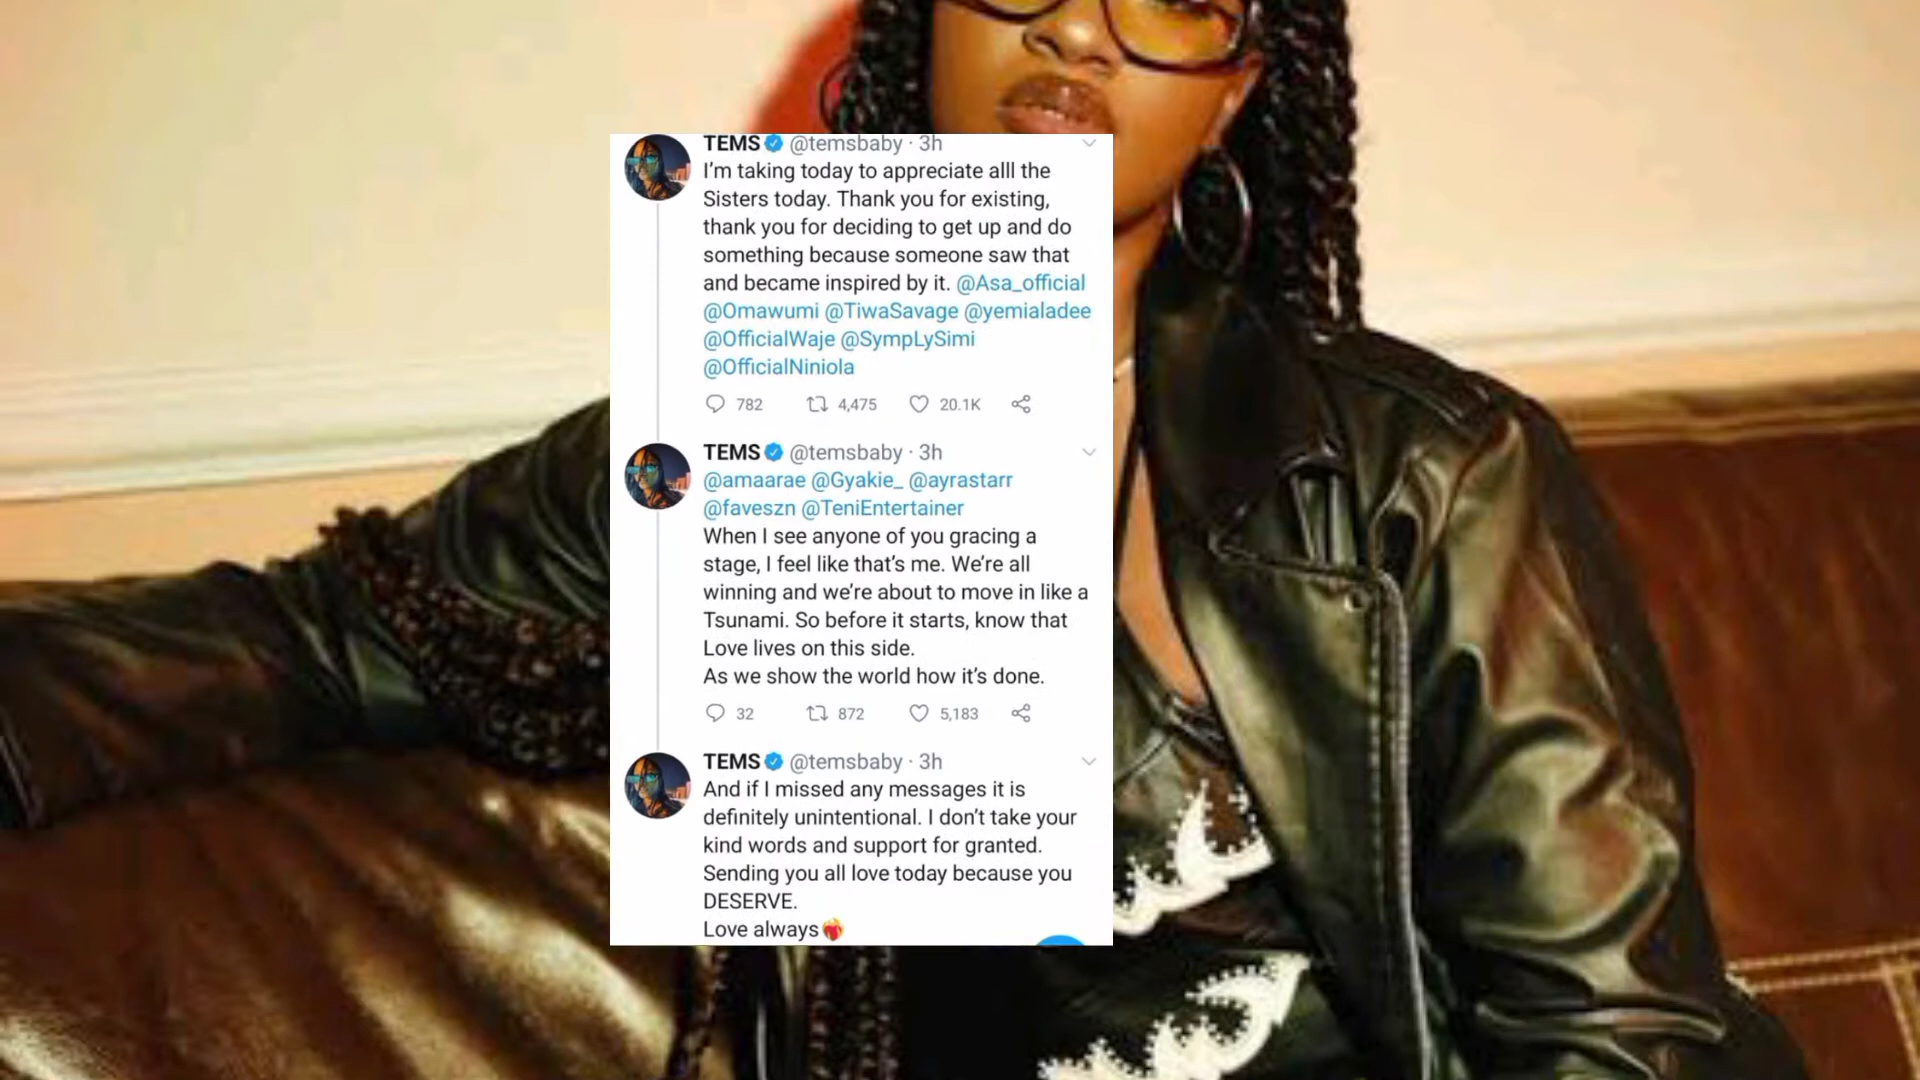 TEMS @temsbaby · 3h
I’m taking today to appreciate alll the
Sisters today. Thank you for existing,
thank you for deciding to get up and do
something because someone saw that
and became inspired by it. @Asa_official
@Omawumi @TiwaSavage @yemialadee
@OfficialWaje @SympLySimi
@OfficialNiniola
782 4,475 20.1K
TEMS @temsbaby · 3h
@amaarae @Gyakie_ @ayrastarr
@faveszn @TeniEntertainer
When I see anyone of you gracing a
stage, I feel like that’s me. We’re all
winning and we’re about to move in like a
Tsunami. So before it starts, know that
Love lives on this side.
As we show the world how it’s done.
32 872 5,183
TEMS @temsbaby · 3h
And if I missed any messages it is
definitely unintentional. I don’t take your
kind words and support for granted.
Sending you all love today because you
DESERVE.
Love always❤️‍🔥